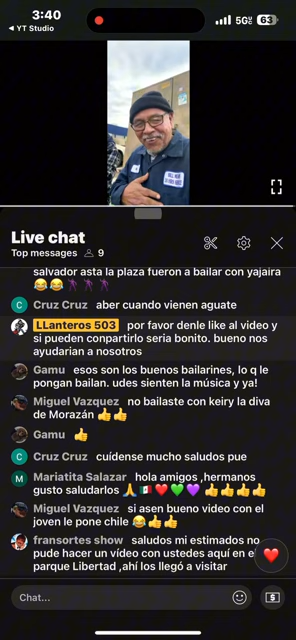 3:40
5GE 63
◀ YT Studio
Live chat
Top messages 9
salvador asta la plaza fueron a bailar con yajaira
😂😂🕺🕺🕺
C Cruz Cruz aber cuando vienen aguate
LLanteros 503 por favor denle like al video y
si pueden conpartirlo seria bonito. bueno nos
ayudarian a nosotros
Gamu esos son los buenos bailarines, lo q le
pongan bailan. udes sienten la música y ya!
Miguel Vazquez no bailaste con keiry la diva
de Morazán 👍👍
Gamu 👍
C Cruz Cruz cuídense mucho saludos pue
M Mariatita Salazar hola amigos ,hermanos
gusto saludarlos 🙏🇲🇽❤️💚💜👍👍👍👍
Miguel Vazquez si asen bueno video con el
joven le pone chile 😂👍👍
fransortes show saludos mi estimados no
pude hacer un vídeo con ustedes aquí en e
parque Libertad ,ahí los llegó a visitar
Chat...